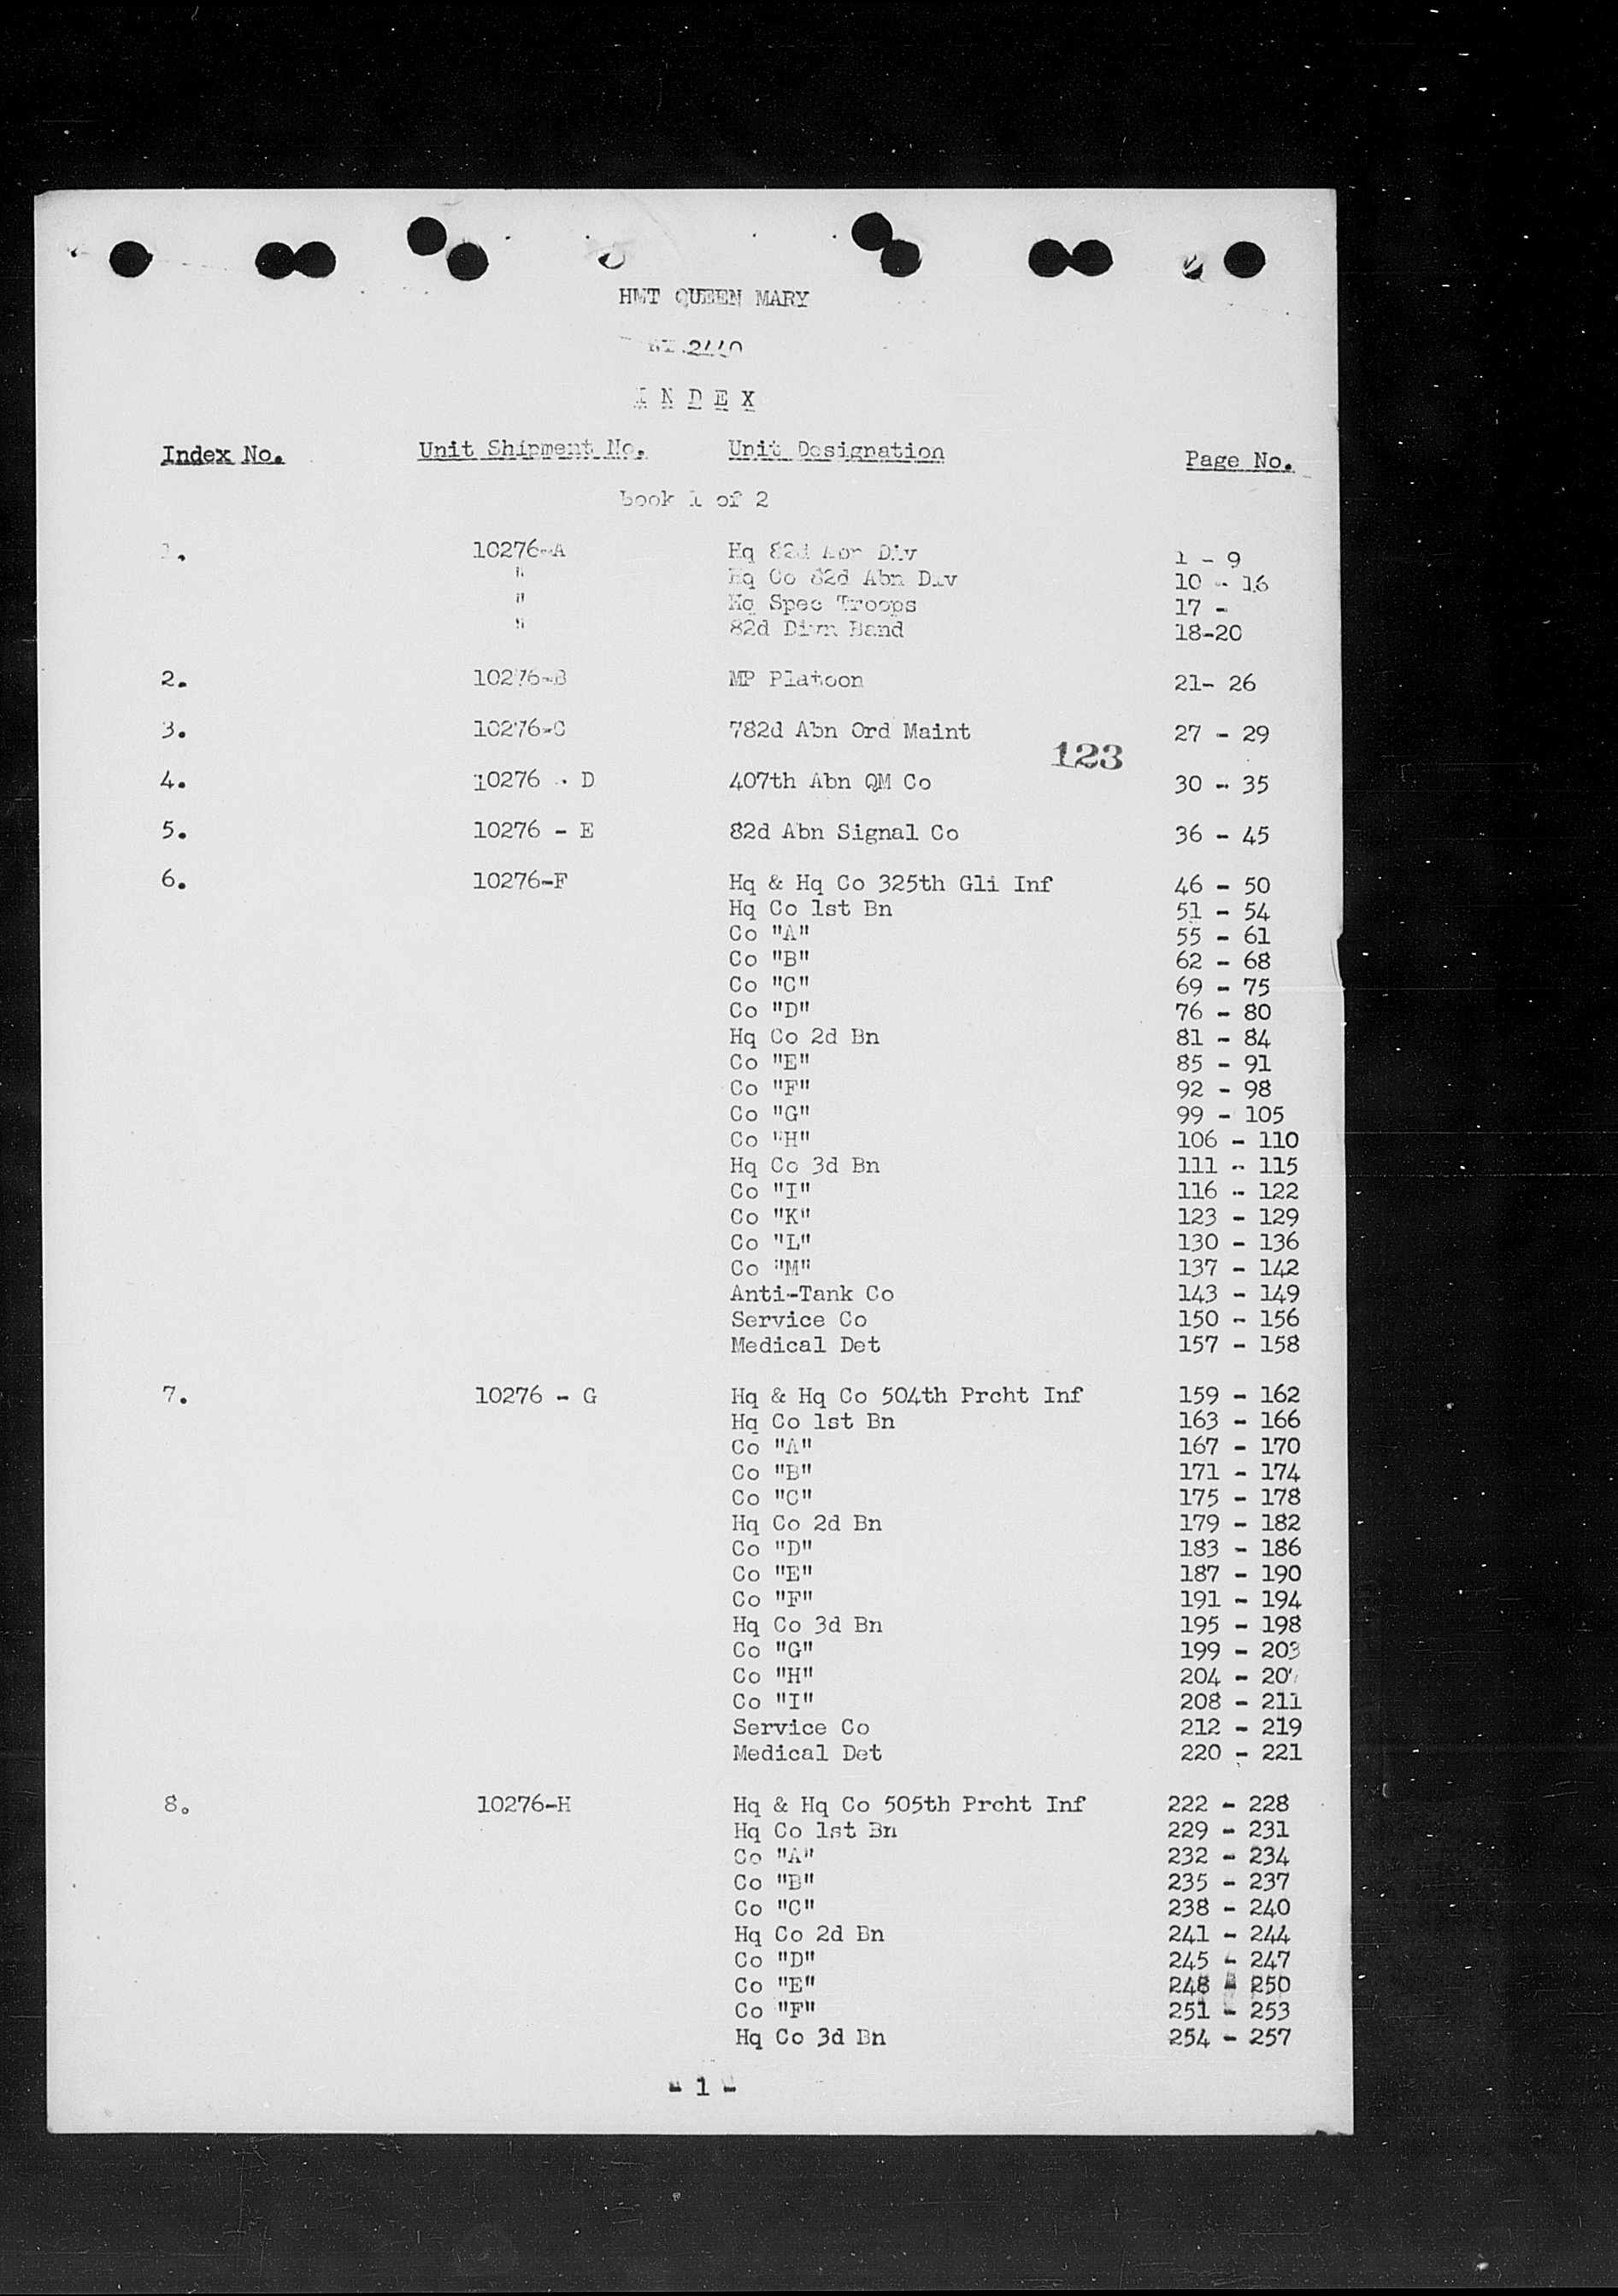 HMT QUEEN MARY
I N D E X
Index No. Unit Shipment No. Unit Designation Page No.
book 1 of 2
1. 10276-A Hq 82d Abn Div 1 - 9
" Hq Co 82d Abn Div 10 - 16
" Hq Spec Troops 17 -
" 82d Divn Band 18-20
2. 10276-B MP Platoon 21- 26
3. 10276-C 782d Abn Ord Maint 27 - 29
123
4. 10276 - D 407th Abn QM Co 30 - 35
5. 10276 - E 82d Abn Signal Co 36 - 45
6. 10276-F Hq & Hq Co 325th Gli Inf 46 - 50
Hq Co 1st Bn 51 - 54
Co "A" 55 - 61
Co "B" 62 - 68
Co "C" 69 - 75
Co "D" 76 - 80
Hq Co 2d Bn 81 - 84
Co "E" 85 - 91
Co "F" 92 - 98
Co "G" 99 - 105
Co "H" 106 - 110
Hq Co 3d Bn 111 - 115
Co "I" 116 - 122
Co "K" 123 - 129
Co "L" 130 - 136
Co "M" 137 - 142
Anti-Tank Co 143 - 149
Service Co 150 - 156
Medical Det 157 - 158
7. 10276 - G Hq & Hq Co 504th Prcht Inf 159 - 162
Hq Co 1st Bn 163 - 166
Co "A" 167 - 170
Co "B" 171 - 174
Co "C" 175 - 178
Hq Co 2d Bn 179 - 182
Co "D" 183 - 186
Co "E" 187 - 190
Co "F" 191 - 194
Hq Co 3d Bn 195 - 198
Co "G" 199 - 203
Co "H" 204 - 207
Co "I" 208 - 211
Service Co 212 - 219
Medical Det 220 - 221
8. 10276-H Hq & Hq Co 505th Prcht Inf 222 - 228
Hq Co 1st Bn 229 - 231
Co "A" 232 - 234
Co "B" 235 - 237
Co "C" 238 - 240
Hq Co 2d Bn 241 - 244
Co "D" 245 - 247
Co "E" 248 - 250
Co "F" 251 - 253
Hq Co 3d Bn 254 - 257
- 1 -